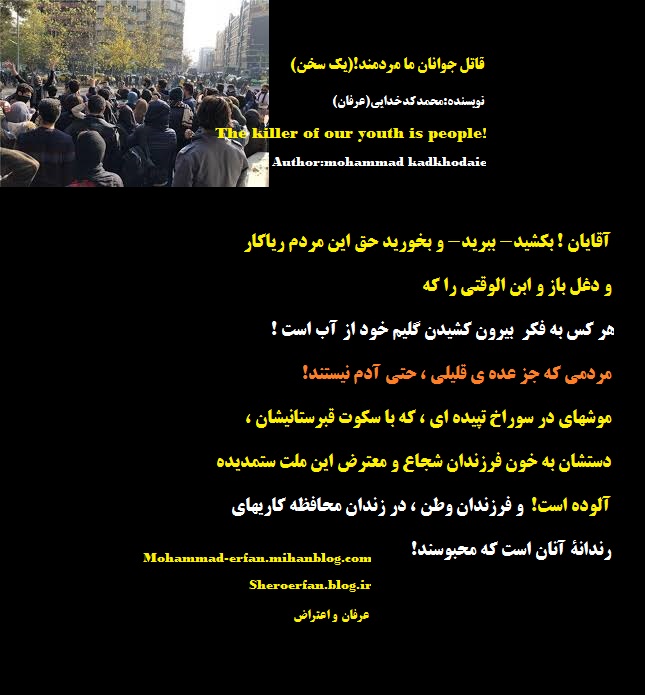 قاتل جوانان ما مردمند!(یک سخن)
نویسنده:محمدکدخدایی(عرفان)
The killer of our youth is people!
Author:mohammad kadkhodaie
آقایان ! بکشید- ببرید- و بخورید حق این مردم ریاکار
و دغل باز و ابن الوقتی را که
هر کس به فکر بیرون کشیدن گلیم خود از آب است !
مردمی که جز عده ی قلیلی ، حتی آدم نیستند!
موشهای در سوراخ تپیده ای ، که با سکوت قبرستانیشان ،
دستشان به خون فرزندان شجاع و معترض این ملت ستمدیده
آلوده است! و فرزندان وطن ، در زندان محافظه کاریهای
رندانهٔ آنان است که محبوسند!
Mohammad-erfan.mihanblog.com
Sheroerfan.blog.ir
عرفان و اعتراض